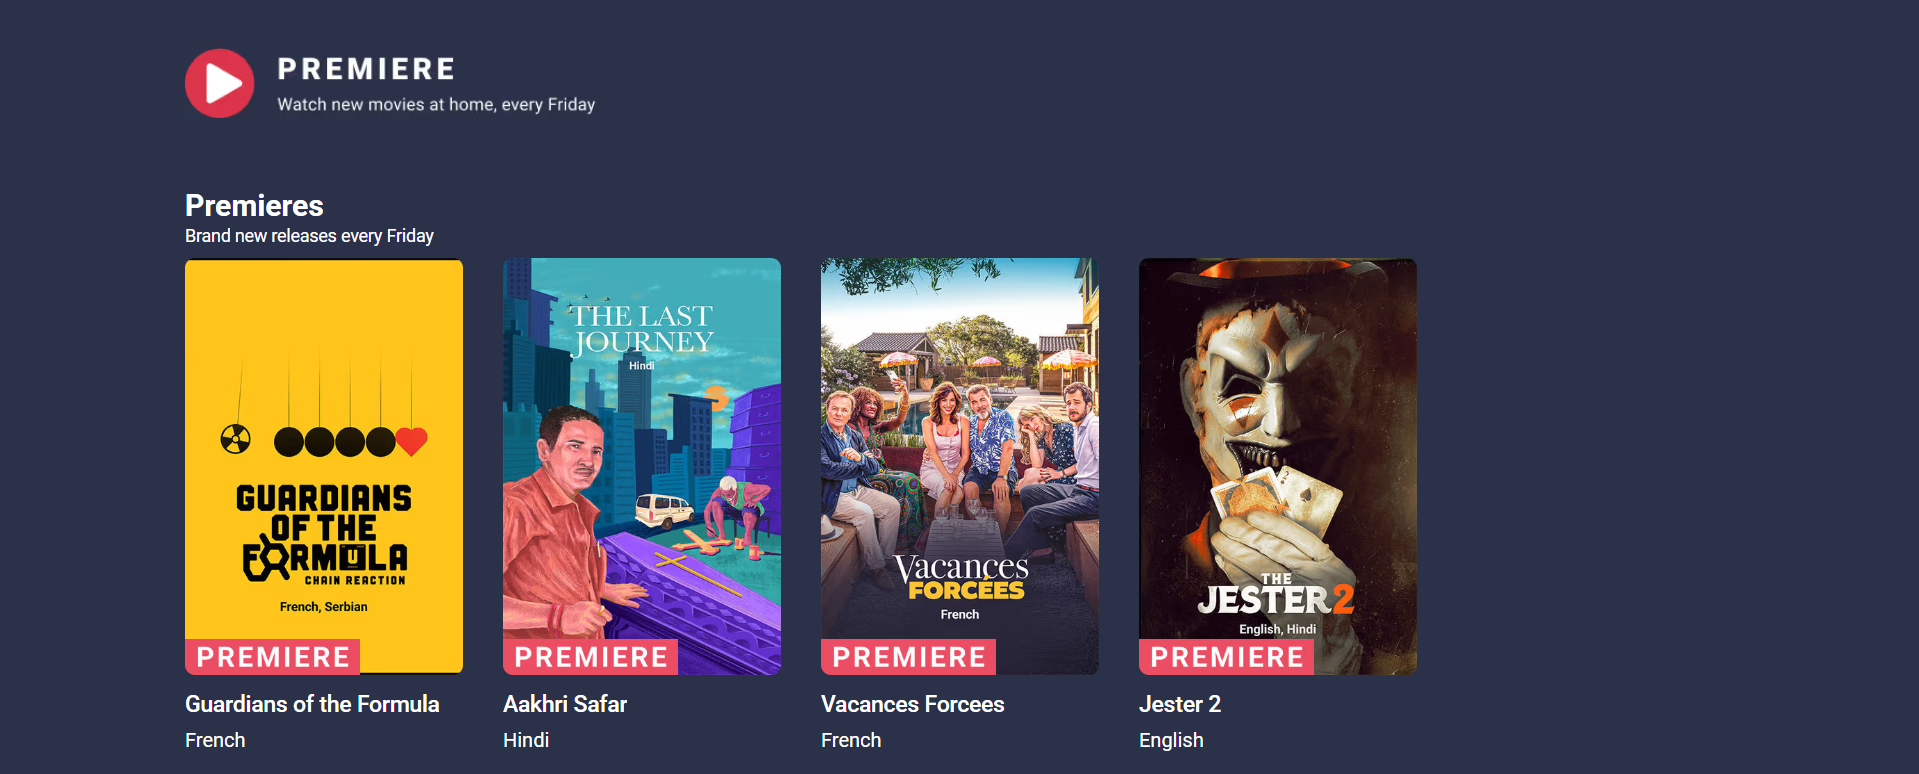 PREMIERE
Watch new movies at home, every Friday
Premieres
Brand new releases every Friday
GUARDIANS
OF THE
FORMULA
CHAIN REACTION
French, Serbian
PREMIERE
Guardians of the Formula
French
THE LAST
JOURNEY
Hindi
PREMIERE
Aakhri Safar
Hindi
Vacances
FORCÉES
French
PREMIERE
Vacances Forcees
French
THE
JESTER 2
English, Hindi
PREMIERE
Jester 2
English